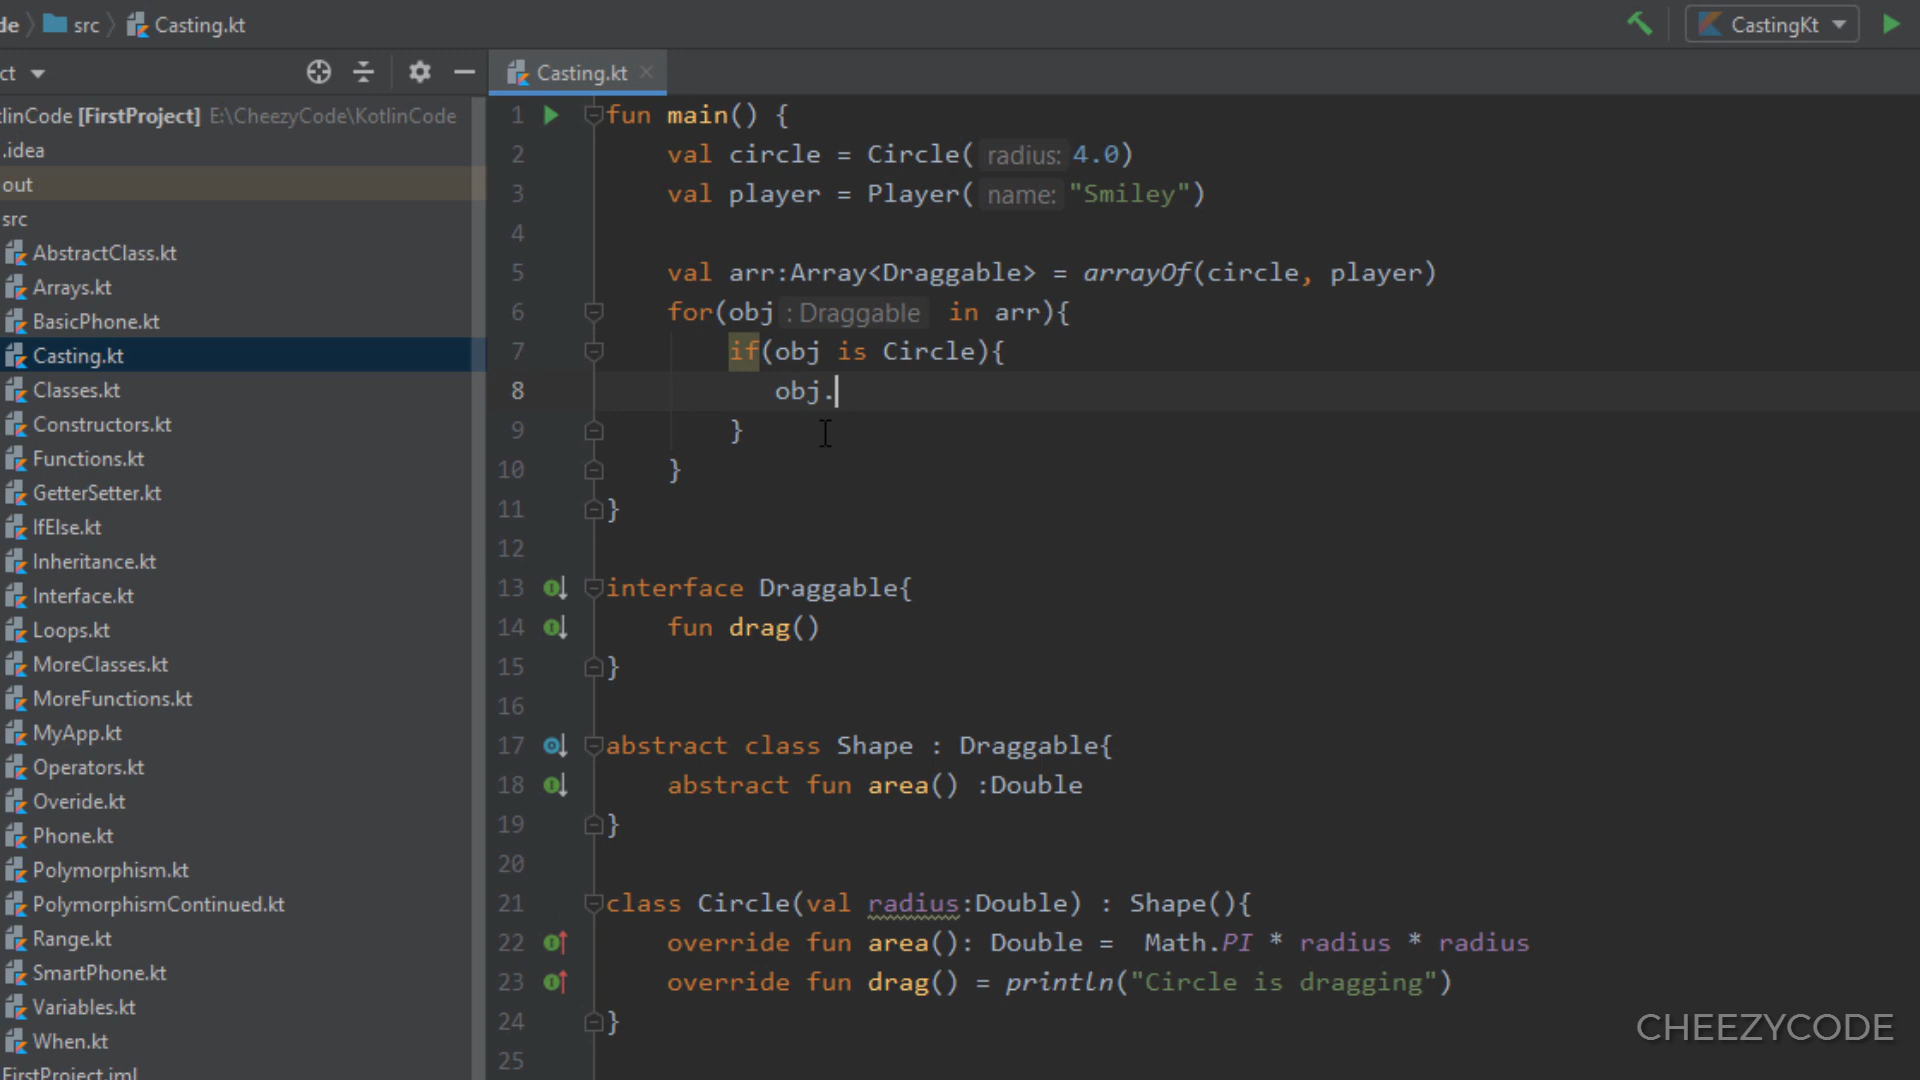 de src Casting.kt CastingKt
ct Casting.kt
tlinCode [FirstProject] E:\CheezyCode\KotlinCode
.idea
out
src
AbstractClass.kt
Arrays.kt
BasicPhone.kt
Casting.kt
Classes.kt
Constructors.kt
Functions.kt
GetterSetter.kt
IfElse.kt
Inheritance.kt
Interface.kt
Loops.kt
MoreClasses.kt
MoreFunctions.kt
MyApp.kt
Operators.kt
Overide.kt
Phone.kt
Polymorphism.kt
PolymorphismContinued.kt
Range.kt
SmartPhone.kt
Variables.kt
When.kt
FirstProject.iml
1 fun main() {
2 val circle = Circle( radius: 4.0)
3 val player = Player( name: "Smiley")
4
5 val arr:Array<Draggable> = arrayOf(circle, player)
6 for(obj : Draggable in arr){
7 if(obj is Circle){
8 obj.
9 }
10 }
11 }
12
13 interface Draggable{
14 fun drag()
15 }
16
17 abstract class Shape : Draggable{
18 abstract fun area() :Double
19 }
20
21 class Circle(val radius:Double) : Shape(){
22 override fun area(): Double = Math.PI * radius * radius
23 override fun drag() = println("Circle is dragging")
24 }
25
CHEEZYCODE